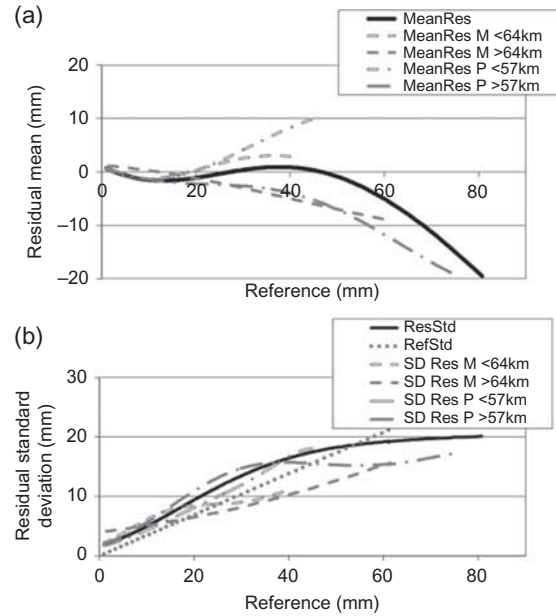 (a)
MeanRes
MeanRes M <64km
MeanRes M >64km
MeanRes P <57km
MeanRes P >57km
20
10
0
–10
–20
0
20
40
60
80
Residual mean (mm)
Reference (mm)
(b)
ResStd
RefStd
SD Res M <64km
SD Res M >64km
SD Res P <57km
SD Res P >57km
30
20
10
0
0
20
40
60
80
Residual standard
deviation (mm)
Reference (mm)